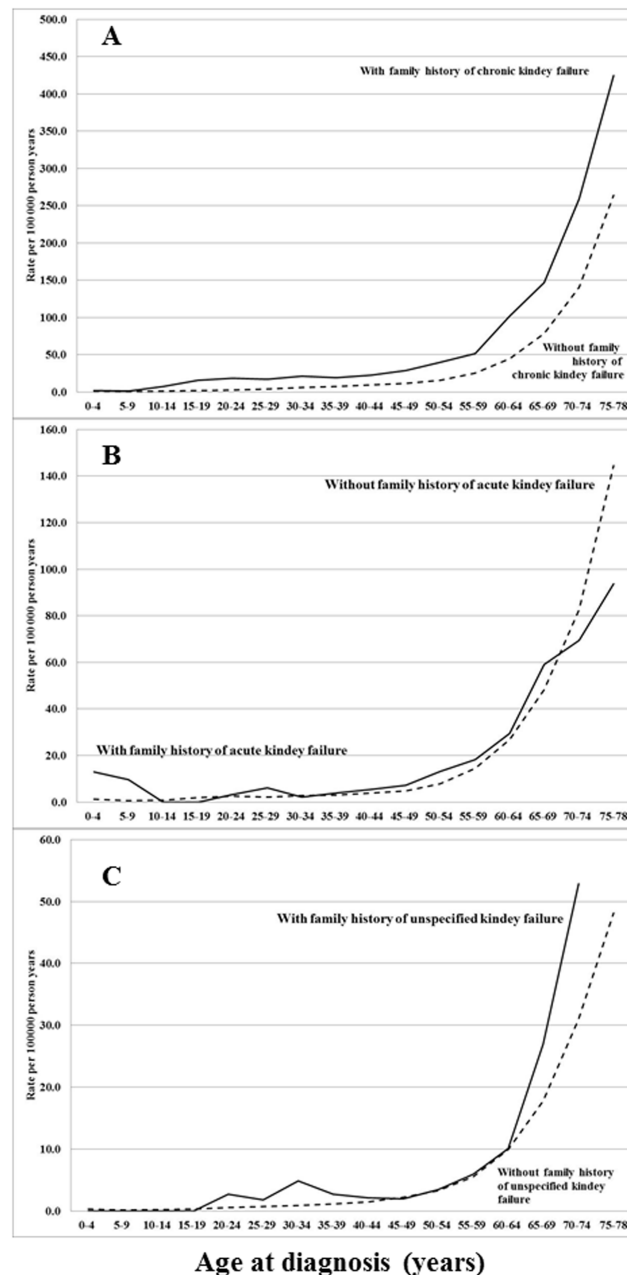 A
500.0
450.0
400.0
350.0
300.0
250.0
200.0
150.0
100.0
50.0
0.0
Rate per 100 000 person years
With family history of chronic kindey failure
Without family
history of
chronic kindey failure
0-4 5-9 10-14 15-19 20-24 25-29 30-34 35-39 40-44 45-49 50-54 55-59 60-64 65-69 70-74 75-78
B
160.0
140.0
120.0
100.0
80.0
60.0
40.0
20.0
0.0
Rate per 100 000 person years
Without family history of acute kindey failure
With family history of acute kindey failure
0-4 5-9 10-14 15-19 20-24 25-29 30-34 35-39 40-44 45-49 50-54 55-59 60-64 65-69 70-74 75-78
C
60.0
50.0
40.0
30.0
20.0
10.0
0.0
Rate per 100000 person years
With family history of unspecified kindey failure
Without family history
of unspecified kindey
failure
0-4 5-9 10-14 15-19 20-24 25-29 30-34 35-39 40-44 45-49 50-54 55-59 60-64 65-69 70-74 75-78
Age at diagnosis (years)